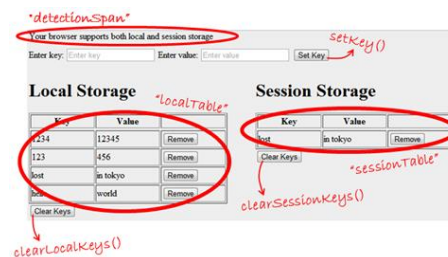 "detectionSpan"
Your browser supports both local and session storage
Enter key: Enter key Enter value: Enter value Set Key
setKey()
Local Storage
"localTable"
Key Value
1234 12345 Remove
123 456 Remove
lost in tokyo Remove
world Remove
Clear Keys
clearLocalKeys()
Session Storage
Key Value
lost in tokyo Remove
Clear Keys
"sessionTable"
clearSessionKeys()